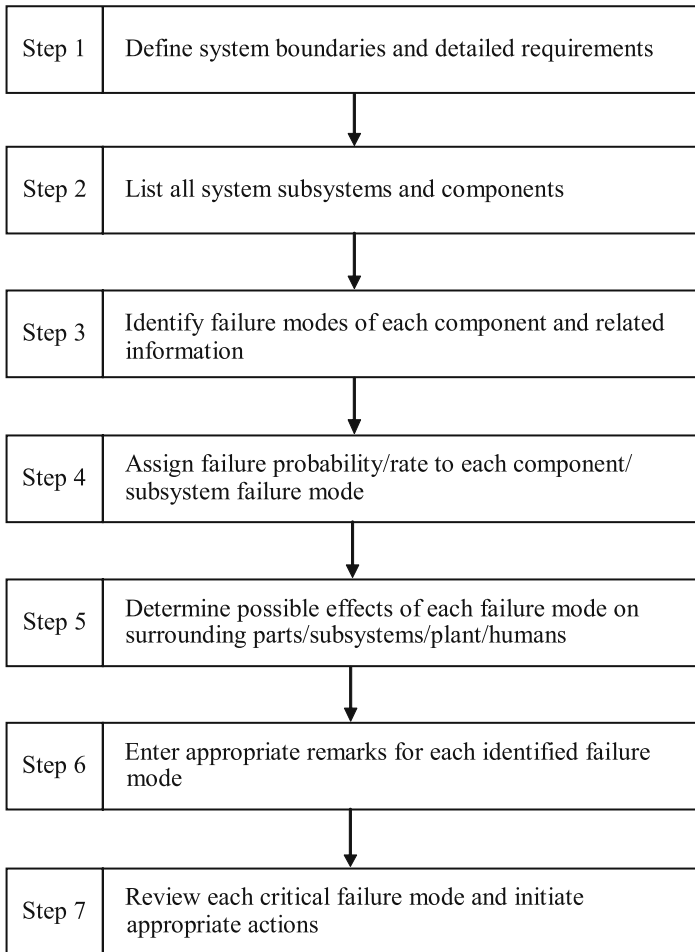 Step 1
Define system boundaries and detailed requirements
Step 2
List all system subsystems and components
Step 3
Identify failure modes of each component and related
information
Step 4
Assign failure probability/rate to each component/
subsystem failure mode
Step 5
Determine possible effects of each failure mode on
surrounding parts/subsystems/plant/humans
Step 6
Enter appropriate remarks for each identified failure
mode
Step 7
Review each critical failure mode and initiate
appropriate actions